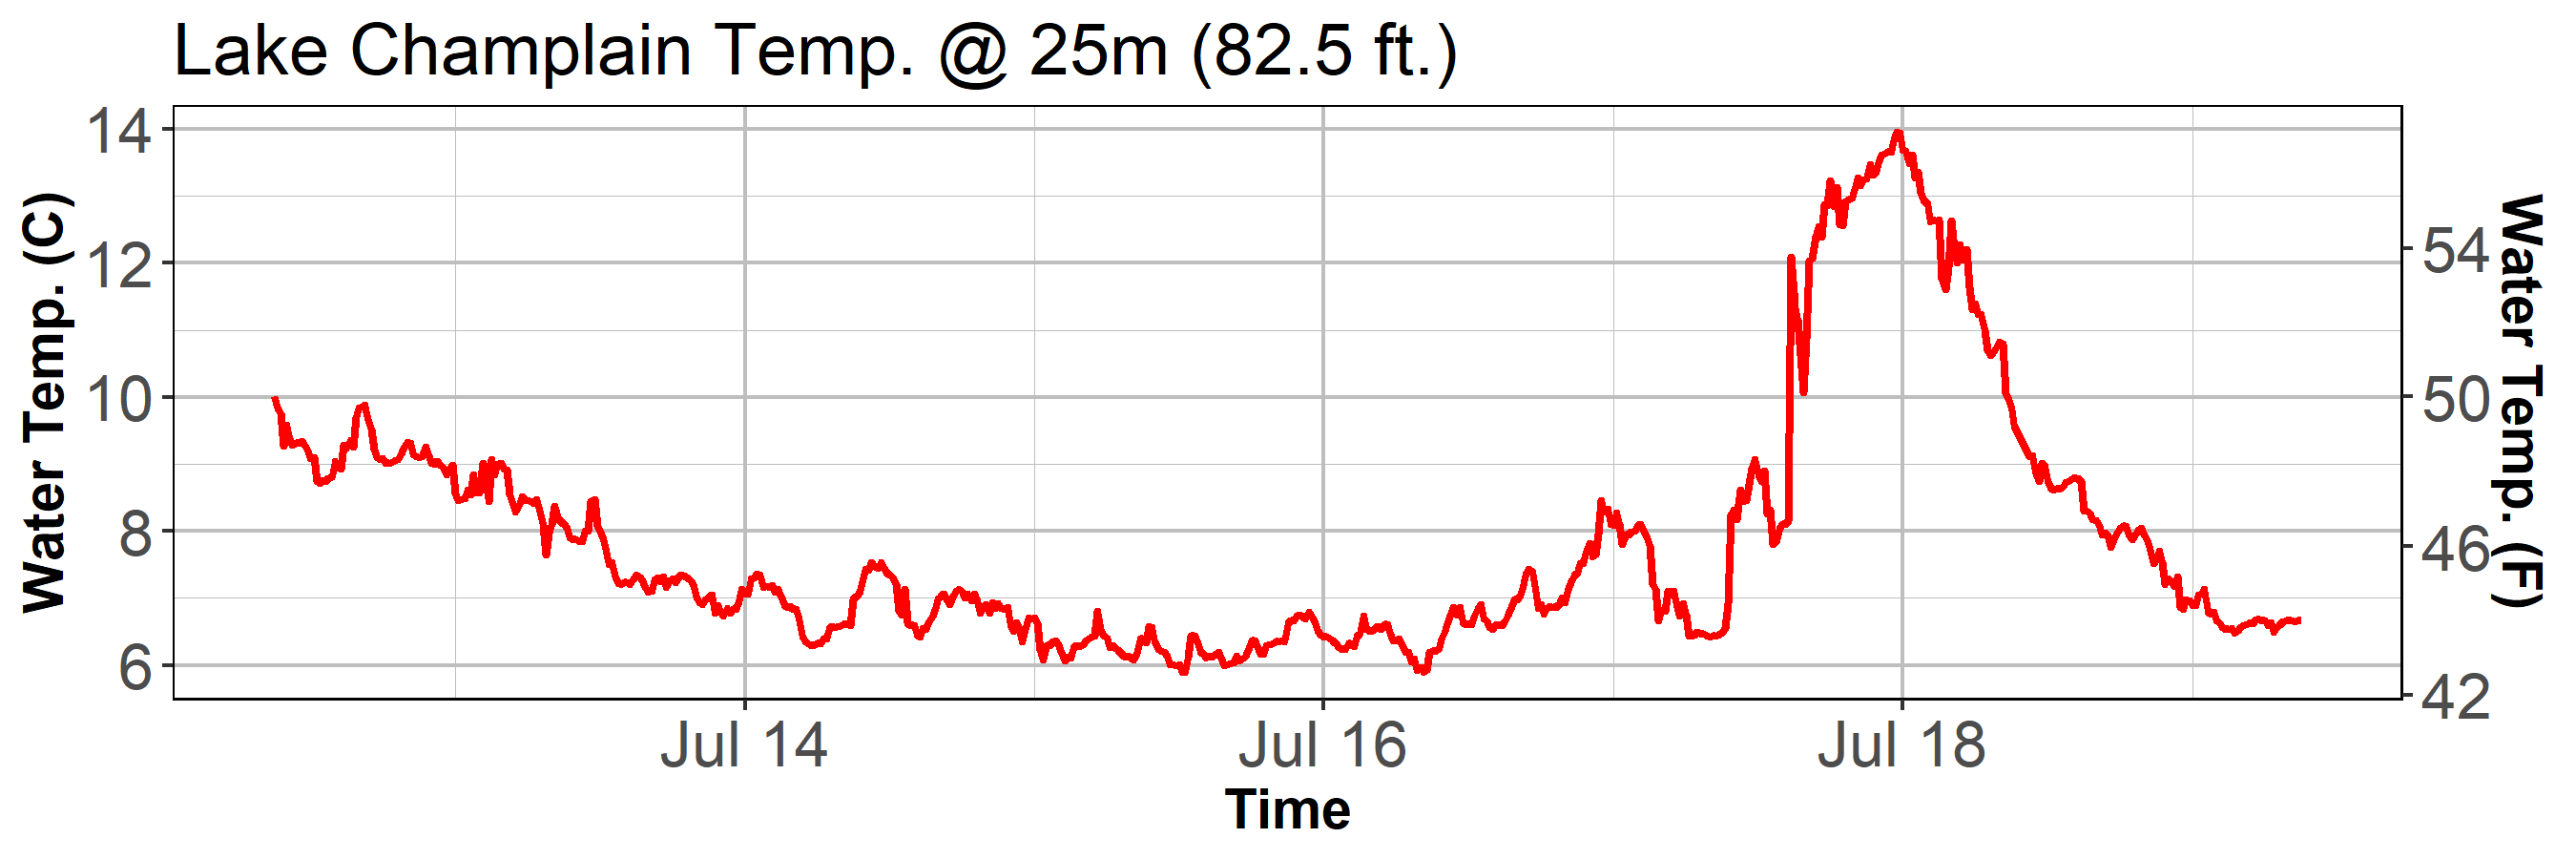 Lake Champlain Temp. @ 25m (82.5 ft.)
Water Temp. (C)
14
12
10
8
6
54
50
46
42
Water Temp. (F)
Jul 14
Jul 16
Jul 18
Time